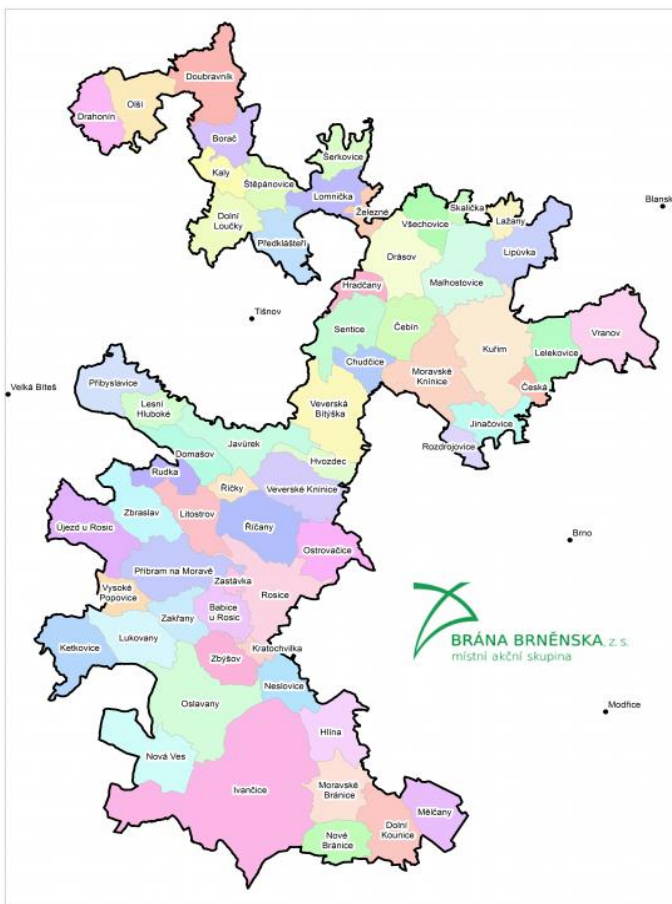 Doubravník
Olší
Drahonín
Borač
Šerkovice
Kaly
Štěpánovice
Lomnička
Železné
Skalička
Lažany
Blansko
Dolní
Loučky
Všechovice
Předklášteří
Drásov
Lipůvka
Malhostovice
Hradčany
Tišnov
Sentice
Čebín
Vranov
Kuřim
Lelekovice
Chudčice
Moravské
Knínice
Přibyslavice
Velká Bíteš
Česká
Lesní
Hluboké
Veverská
Bítýška
Jinačovice
Javůrek
Rozdrojovice
Domašov
Hvozdec
Rudka
Říčky
Veverské Knínice
Zbraslav
Litostrov
Újezd u Rosic
Říčany
Brno
Ostrovačice
Příbram na Moravě
Zastávka
Vysoké
Popovice
Rosice
Babice
u Rosic
Zakřany
Lukovany
Ketkovice
Kratochvilka
Zbýšov
BRÁNA BRNĚNSKA, z. s.
místní akční skupina
Neslovice
Oslavany
Modřice
Hlína
Nová Ves
Ivančice
Moravské
Bránice
Mělčany
Dolní
Kounice
Nové
Bránice